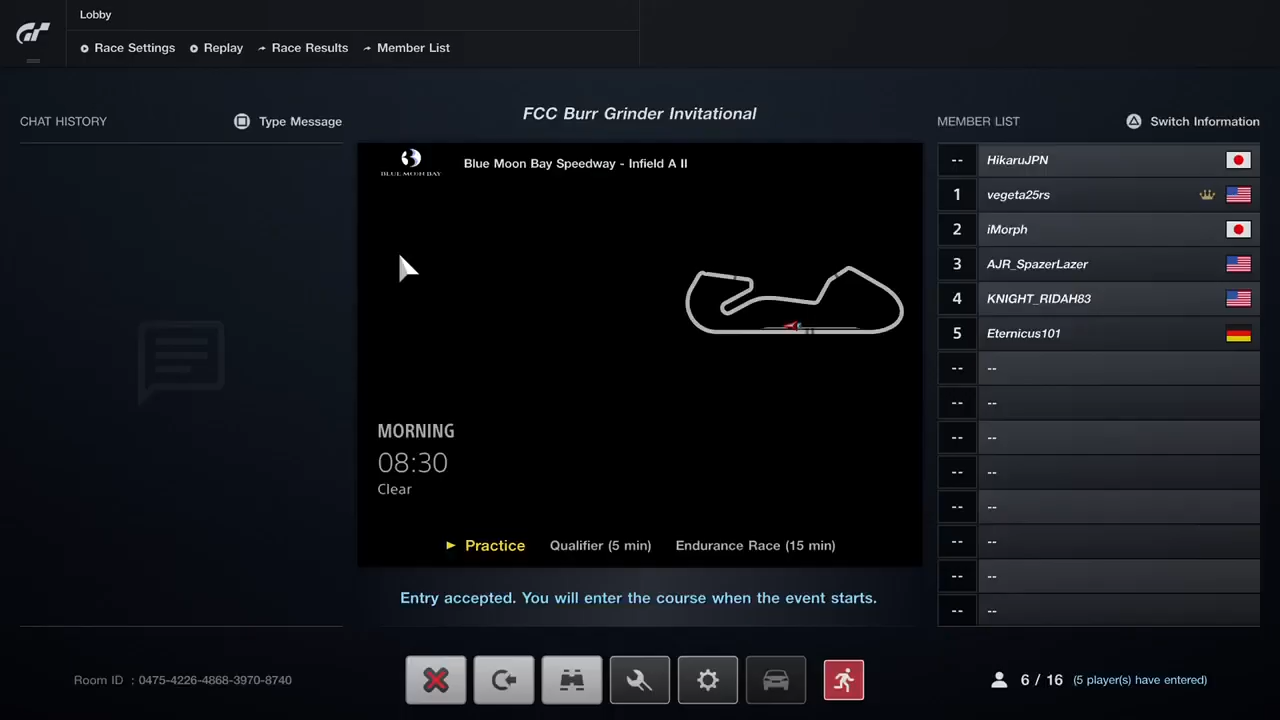 Lobby
Race Settings
Replay
Race Results
Member List
CHAT HISTORY
Type Message
FCC Burr Grinder Invitational
MEMBER LIST
Switch Information
BLUE MOON BAY
Blue Moon Bay Speedway - Infield A II
-- HikaruJPN
1 vegeta25rs
2 iMorph
3 AJR_SpazerLazer
4 KNIGHT_RIDAH83
5 Eternicus101
-- --
-- --
-- --
-- --
-- --
-- --
-- --
-- --
MORNING
08:30
Clear
Practice
Qualifier (5 min)
Endurance Race (15 min)
Entry accepted. You will enter the course when the event starts.
Room ID : 0475-4226-4868-3970-8740
6 / 16 (5 player(s) have entered)